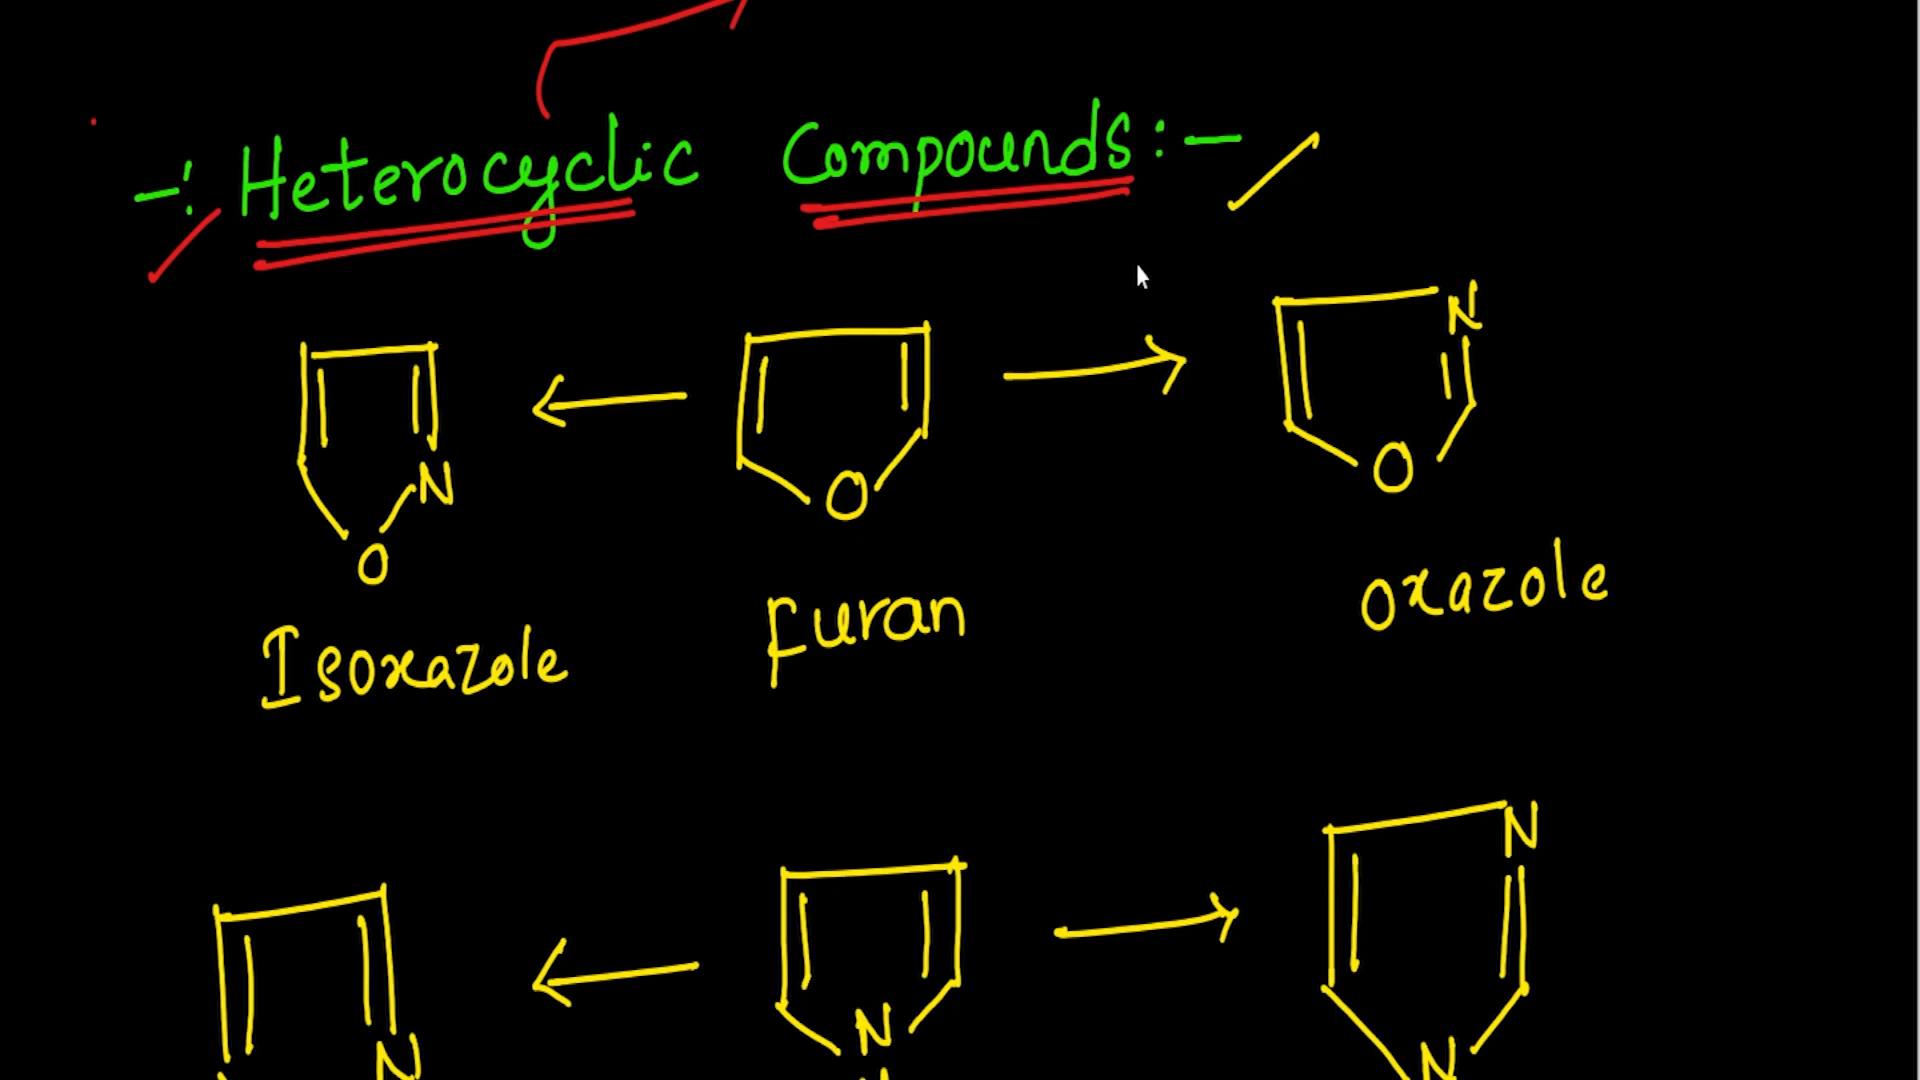 -: Heterocyclic Compounds:-
N
N
O
O
O
Isoxazole
Furan
Oxazole
N
N
N
N